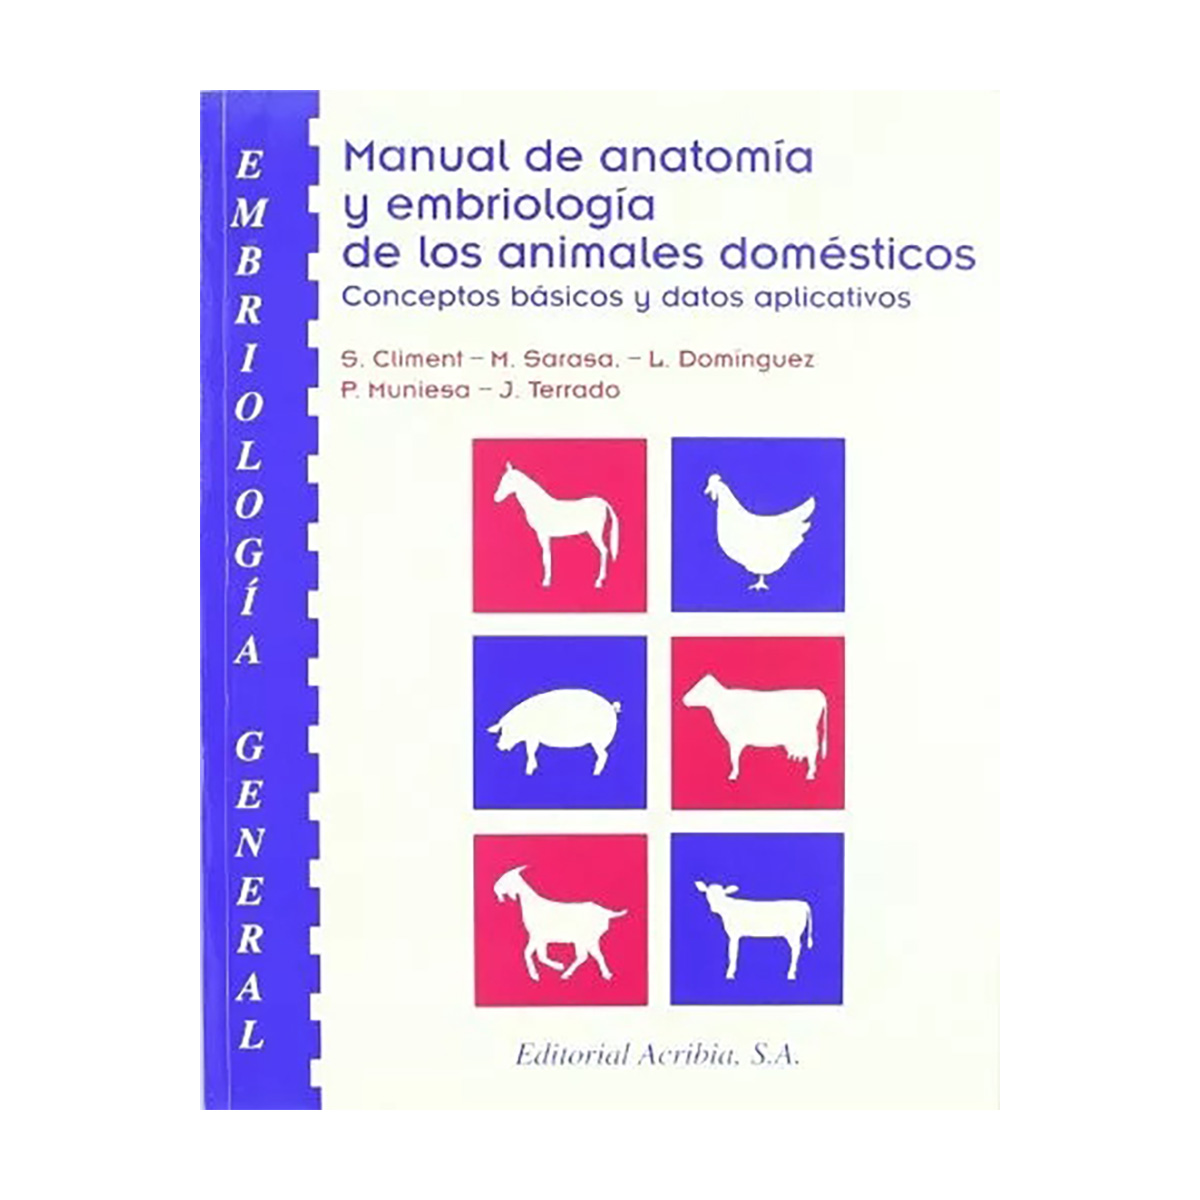 EMBRIOLOGÍA GENERAL
Manual de anatomía
y embriología
de los animales domésticos
Conceptos básicos y datos aplicativos
S. Climent – M. Sarasa. – L. Domínguez
P. Muniesa – J. Terrado
Editorial Acribia, S.A.